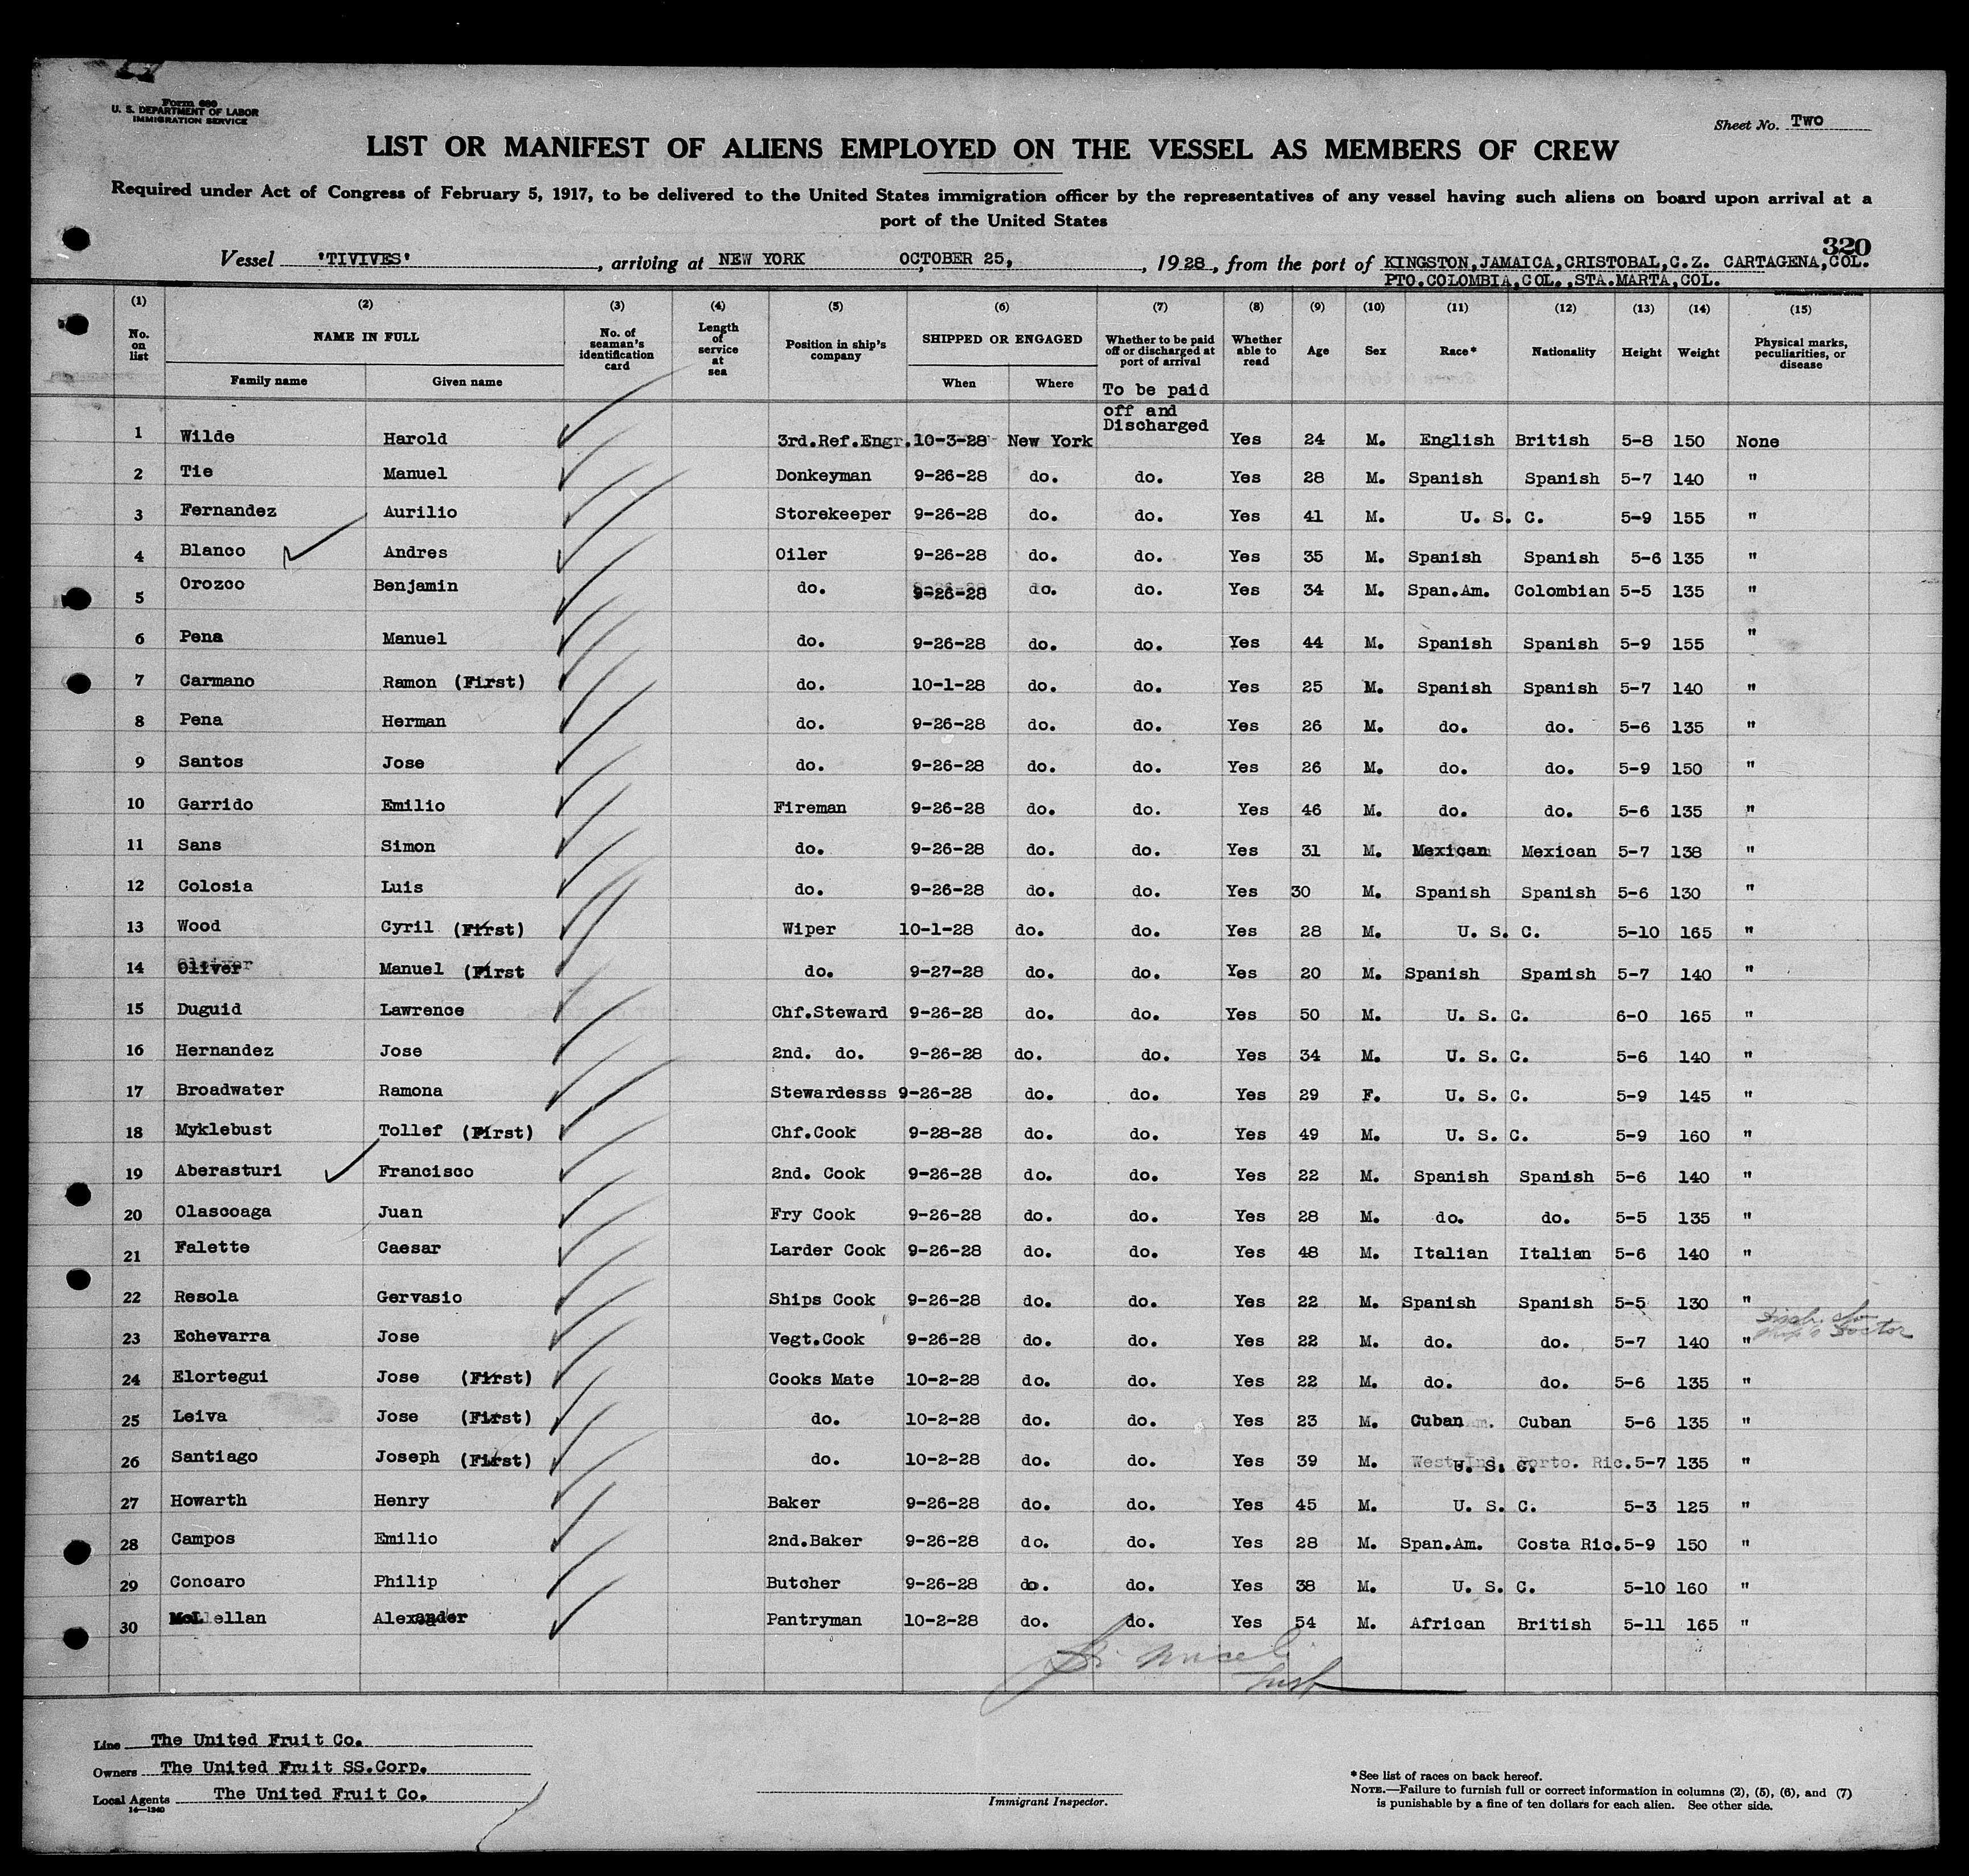 Form 680
U. S. DEPARTMENT OF LABOR
IMMIGRATION SERVICE
Sheet No. Two
LIST OR MANIFEST OF ALIENS EMPLOYED ON THE VESSEL AS MEMBERS OF CREW
Required under Act of Congress of February 5, 1917, to be delivered to the United States immigration officer by the representatives of any vessel having such aliens on board upon arrival at a
port of the United States
320
Vessel 'TIVIVES', arriving at NEW YORK OCTOBER 25, , 1928, from the port of KINGSTON,JAMAICA,CRISTOBAL,C.Z. CARTAGENA,COL.
PTO.COLOMBIA,COL.,STA.MARTA,COL.
(1) (2) (3) (4) (5) (6) (7) (8) (9) (10) (11) (12) (13) (14) (15)
No. on list NAME IN FULL Family name Given name No. of seaman's identification card Length of service at sea Position in ship's company SHIPPED OR ENGAGED When Where Whether to be paid off or discharged at port of arrival Whether able to read Age Sex Race* Nationality Height Weight Physical marks, peculiarities, or disease
To be paid
off and
Discharged
1 Wilde Harold 3rd.Ref.Engr. 10-3-28 New York Yes 24 M. English British 5-8 150 None
2 Tie Manuel Donkeyman 9-26-28 do. do. Yes 28 M. Spanish Spanish 5-7 140 "
3 Fernandez Aurilio Storekeeper 9-26-28 do. do. Yes 41 M. U. S. C. 5-9 155 "
4 Blanco Andres Oiler 9-26-28 do. do. Yes 35 M. Spanish Spanish 5-6 135 "
5 Orozco Benjamin do. 9-26-28 do. do. Yes 34 M. Span.Am. Colombian 5-5 135 "
6 Pena Manuel do. 9-26-28 do. do. Yes 44 M. Spanish Spanish 5-9 155 "
7 Carmano Ramon (First) do. 10-1-28 do. do. Yes 25 M. Spanish Spanish 5-7 140 "
8 Pena Herman do. 9-26-28 do. do. Yes 26 M. do. do. 5-6 135 "
9 Santos Jose do. 9-26-28 do. do. Yes 26 M. do. do. 5-9 150 "
10 Garrido Emilio Fireman 9-26-28 do. do. Yes 46 M. do. do. 5-6 135 "
11 Sans Simon do. 9-26-28 do. do. Yes 31 M. Mexican Mexican 5-7 138 "
12 Colosia Luis do. 9-26-28 do. do. Yes 30 M. Spanish Spanish 5-6 130 "
13 Wood Cyril (First) Wiper 10-1-28 do. do. Yes 28 M. U. S. C. 5-10 165 "
14 Oliver Manuel (First do. 9-27-28 do. do. Yes 20 M. Spanish Spanish 5-7 140 "
15 Duguid Lawrence Chf.Steward 9-26-28 do. do. Yes 50 M. U. S. C. 6-0 165 "
16 Hernandez Jose 2nd. do. 9-26-28 do. do. Yes 34 M. U. S. C. 5-6 140 "
17 Broadwater Ramona Stewardesss 9-26-28 do. do. Yes 29 F. U. S. C. 5-9 145 "
18 Myklebust Tollef (First) Chf.Cook 9-28-28 do. do. Yes 49 M. U. S. C. 5-9 160 "
19 Aberasturi Francisco 2nd. Cook 9-26-28 do. do. Yes 22 M. Spanish Spanish 5-6 140 "
20 Olascoaga Juan Fry Cook 9-26-28 do. do. Yes 28 M. do. do. 5-5 135 "
21 Falette Caesar Larder Cook 9-26-28 do. do. Yes 48 M. Italian Italian 5-6 140 "
22 Resola Gervasio Ships Cook 9-26-28 do. do. Yes 22 M. Spanish Spanish 5-5 130 "
23 Echevarra Jose Vegt.Cook 9-26-28 do. do. Yes 22 M. do. do. 5-7 140 " Doctor
24 Elortegui Jose (First) Cooks Mate 10-2-28 do. do. Yes 22 M. do. do. 5-6 135 "
25 Leiva Jose (First) do. 10-2-28 do. do. Yes 23 M. Cuban Cuban 5-6 135 "
26 Santiago Joseph (First) do. 10-2-28 do. do. Yes 39 M. U. S. C. 5-7 135 "
27 Howarth Henry Baker 9-26-28 do. do. Yes 45 M. U. S. C. 5-3 125 "
28 Campos Emilio 2nd.Baker 9-26-28 do. do. Yes 28 M. Span.Am. Costa Ric. 5-9 150 "
29 Concaro Philip Butcher 9-26-28 do. do. Yes 38 M. U. S. C. 5-10 160 "
30 McLellan Alexander Pantryman 10-2-28 do. do. Yes 54 M. African British 5-11 165 "
Line The United Fruit Co.
Owners The United Fruit SS.Corp.
Local Agents The United Fruit Co.
14—1240
Immigrant Inspector.
*See list of races on back hereof.
NOTE.—Failure to furnish full or correct information in columns (2), (5), (6), and (7)
is punishable by a fine of ten dollars for each alien. See other side.